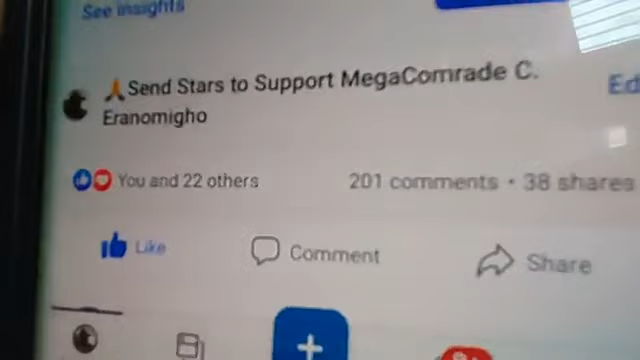 See insights
Send Stars to Support MegaComrade C.
Eranomigho
Ed
You and 22 others
201 comments • 38 shares
Like
Comment
Share